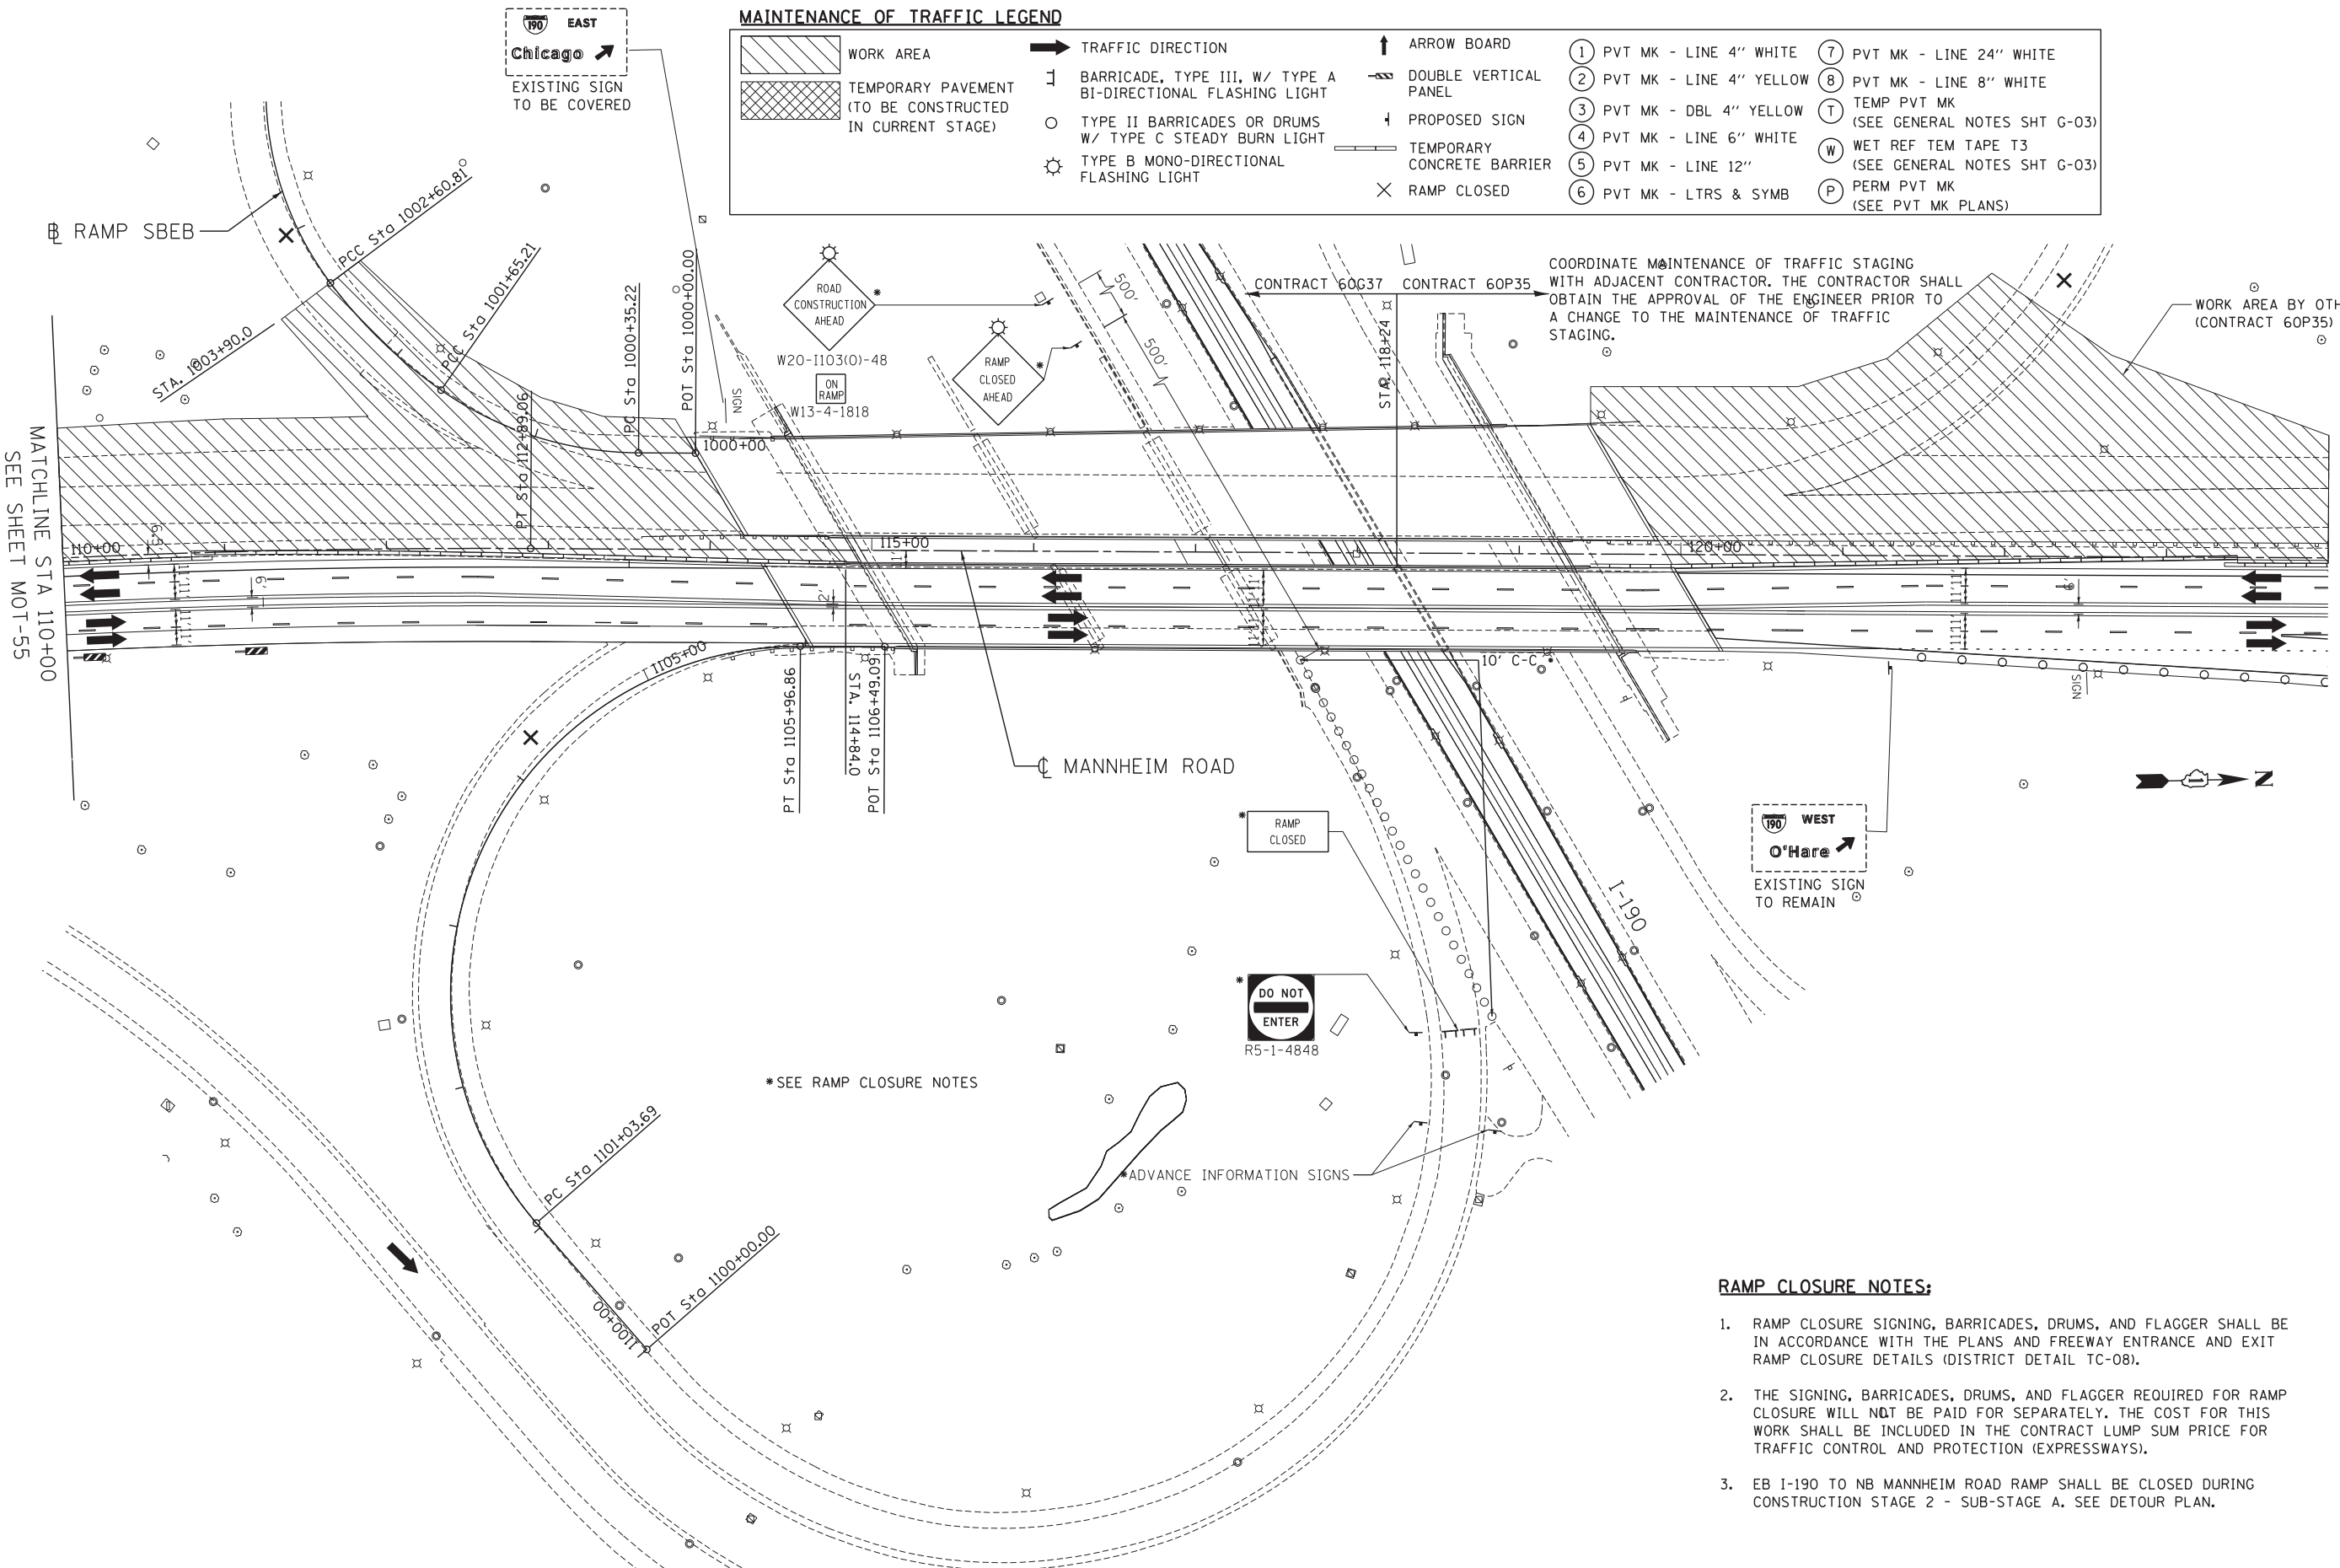 190 EAST
Chicago
EXISTING SIGN
TO BE COVERED
MAINTENANCE OF TRAFFIC LEGEND
WORK AREA
TEMPORARY PAVEMENT
(TO BE CONSTRUCTED
IN CURRENT STAGE)
TRAFFIC DIRECTION
BARRICADE, TYPE III, W/ TYPE A
BI-DIRECTIONAL FLASHING LIGHT
TYPE II BARRICADES OR DRUMS
W/ TYPE C STEADY BURN LIGHT
TYPE B MONO-DIRECTIONAL
FLASHING LIGHT
ARROW BOARD
DOUBLE VERTICAL
PANEL
PROPOSED SIGN
TEMPORARY
CONCRETE BARRIER
RAMP CLOSED
1 PVT MK - LINE 4'' WHITE
2 PVT MK - LINE 4'' YELLOW
3 PVT MK - DBL 4'' YELLOW
4 PVT MK - LINE 6'' WHITE
5 PVT MK - LINE 12''
6 PVT MK - LTRS & SYMB
7 PVT MK - LINE 24'' WHITE
8 PVT MK - LINE 8'' WHITE
T TEMP PVT MK
(SEE GENERAL NOTES SHT G-03)
W WET REF TEM TAPE T3
(SEE GENERAL NOTES SHT G-03)
P PERM PVT MK
(SEE PVT MK PLANS)
B RAMP SBEB
PCC Sta 1002+60.81
PCC Sta 1001+65.21
STA. 1003+90.0
PT Sta 112+89.06
PC Sta 1000+35.22
POT Sta 1000+00.00
1000+00
SIGN
ROAD
CONSTRUCTION
AHEAD
*
W20-I103(O)-48
ON
RAMP
W13-4-1818
RAMP
CLOSED
AHEAD
*
500'
500'
CONTRACT 60G37
CONTRACT 60P35
STA. 118+24
COORDINATE MAINTENANCE OF TRAFFIC STAGING
WITH ADJACENT CONTRACTOR. THE CONTRACTOR SHALL
OBTAIN THE APPROVAL OF THE ENGINEER PRIOR TO
A CHANGE TO THE MAINTENANCE OF TRAFFIC
STAGING.
WORK AREA BY OTH
(CONTRACT 60P35)
MATCHLINE STA 110+00
SEE SHEET MOT-55
110+00
115+00
120+00
1105+00
PT Sta 1105+96.86
STA. 114+84.0
POT Sta 1106+49.09
10' C-C
SIGN
CL MANNHEIM ROAD
N
190 WEST
O'Hare
EXISTING SIGN
TO REMAIN
*
RAMP
CLOSED
I-190
*
DO NOT
ENTER
R5-1-4848
*SEE RAMP CLOSURE NOTES
*ADVANCE INFORMATION SIGNS
PC Sta 1101+03.69
POT Sta 1100+00.00
1100+00
RAMP CLOSURE NOTES:
1. RAMP CLOSURE SIGNING, BARRICADES, DRUMS, AND FLAGGER SHALL BE
IN ACCORDANCE WITH THE PLANS AND FREEWAY ENTRANCE AND EXIT
RAMP CLOSURE DETAILS (DISTRICT DETAIL TC-08).
2. THE SIGNING, BARRICADES, DRUMS, AND FLAGGER REQUIRED FOR RAMP
CLOSURE WILL NOT BE PAID FOR SEPARATELY. THE COST FOR THIS
WORK SHALL BE INCLUDED IN THE CONTRACT LUMP SUM PRICE FOR
TRAFFIC CONTROL AND PROTECTION (EXPRESSWAYS).
3. EB I-190 TO NB MANNHEIM ROAD RAMP SHALL BE CLOSED DURING
CONSTRUCTION STAGE 2 - SUB-STAGE A. SEE DETOUR PLAN.